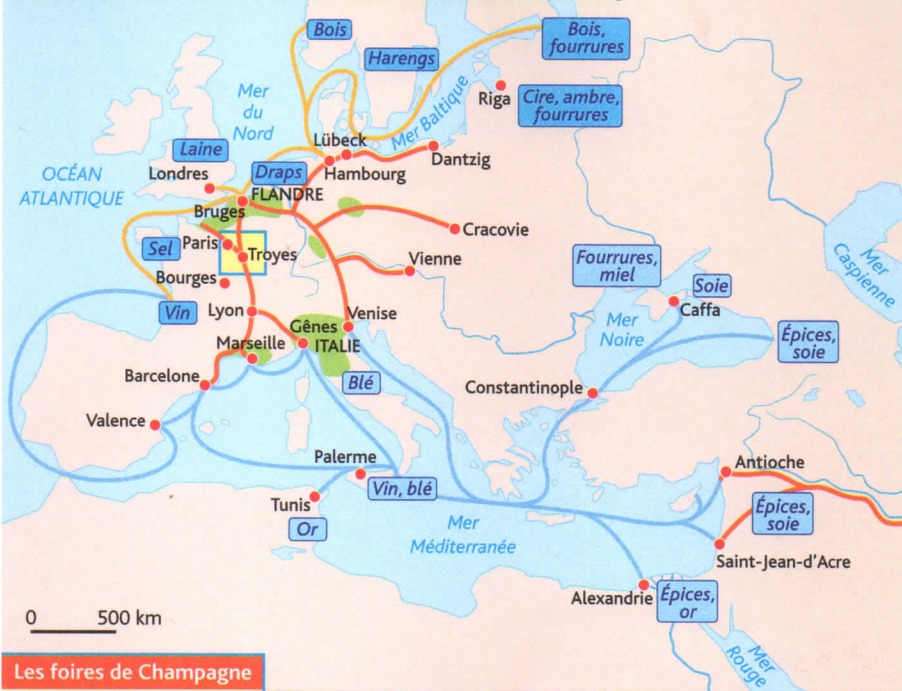 Bois
Bois,
fourrures
Harengs
Mer
du
Nord
Riga
Cire, ambre,
fourrures
Mer Baltique
Lübeck
Hambourg
Dantzig
Laine
Londres
OCÉAN
ATLANTIQUE
Draps
FLANDRE
Bruges
Cracovie
Sel
Paris
Troyes
Vienne
Bourges
Fourrures,
miel
Soie
Caffa
Mer
Caspienne
Vin
Lyon
Venise
Gênes
ITALIE
Marseille
Mer
Noire
Épices,
soie
Barcelone
Blé
Constantinople
Valence
Palerme
Vin, blé
Antioche
Tunis
Or
Épices,
soie
Mer
Méditerranée
Saint-Jean-d'Acre
Alexandrie
Épices,
or
0 500 km
Mer
Rouge
Les foires de Champagne